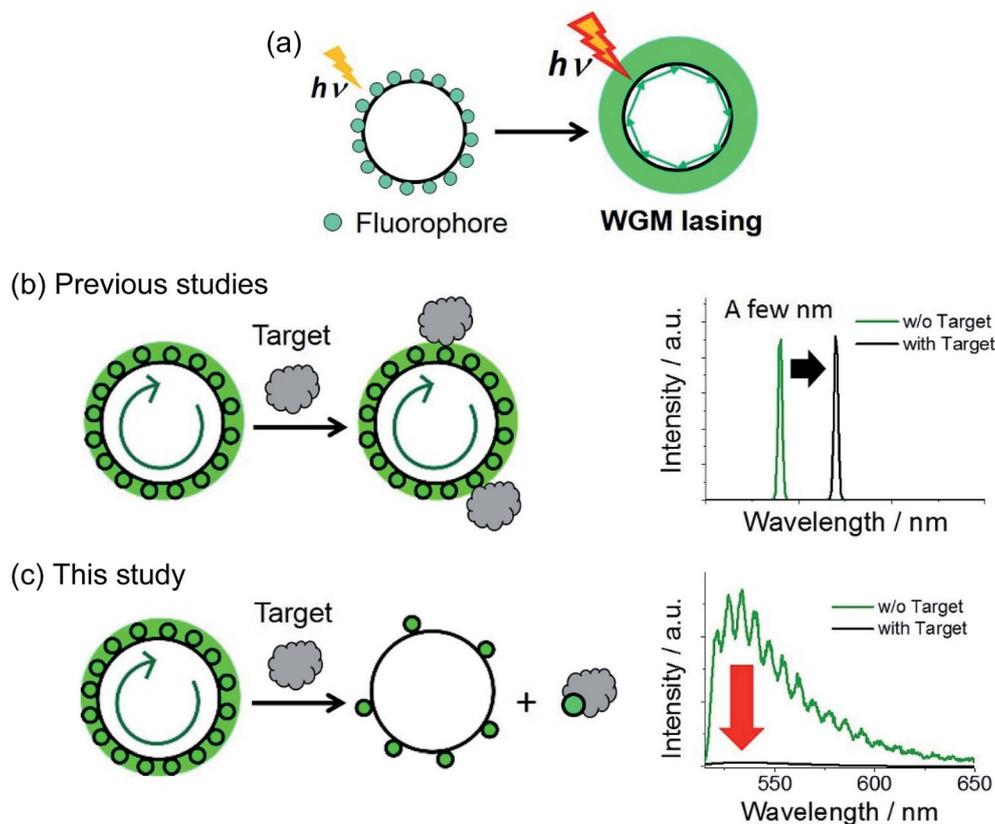 (a)
hν
hν
Fluorophore
WGM lasing
(b) Previous studies
Target
A few nm
w/o Target
with Target
Intensity / a.u.
Wavelength / nm
(c) This study
Target
+
w/o Target
with Target
Intensity / a.u.
550 600 650
Wavelength / nm